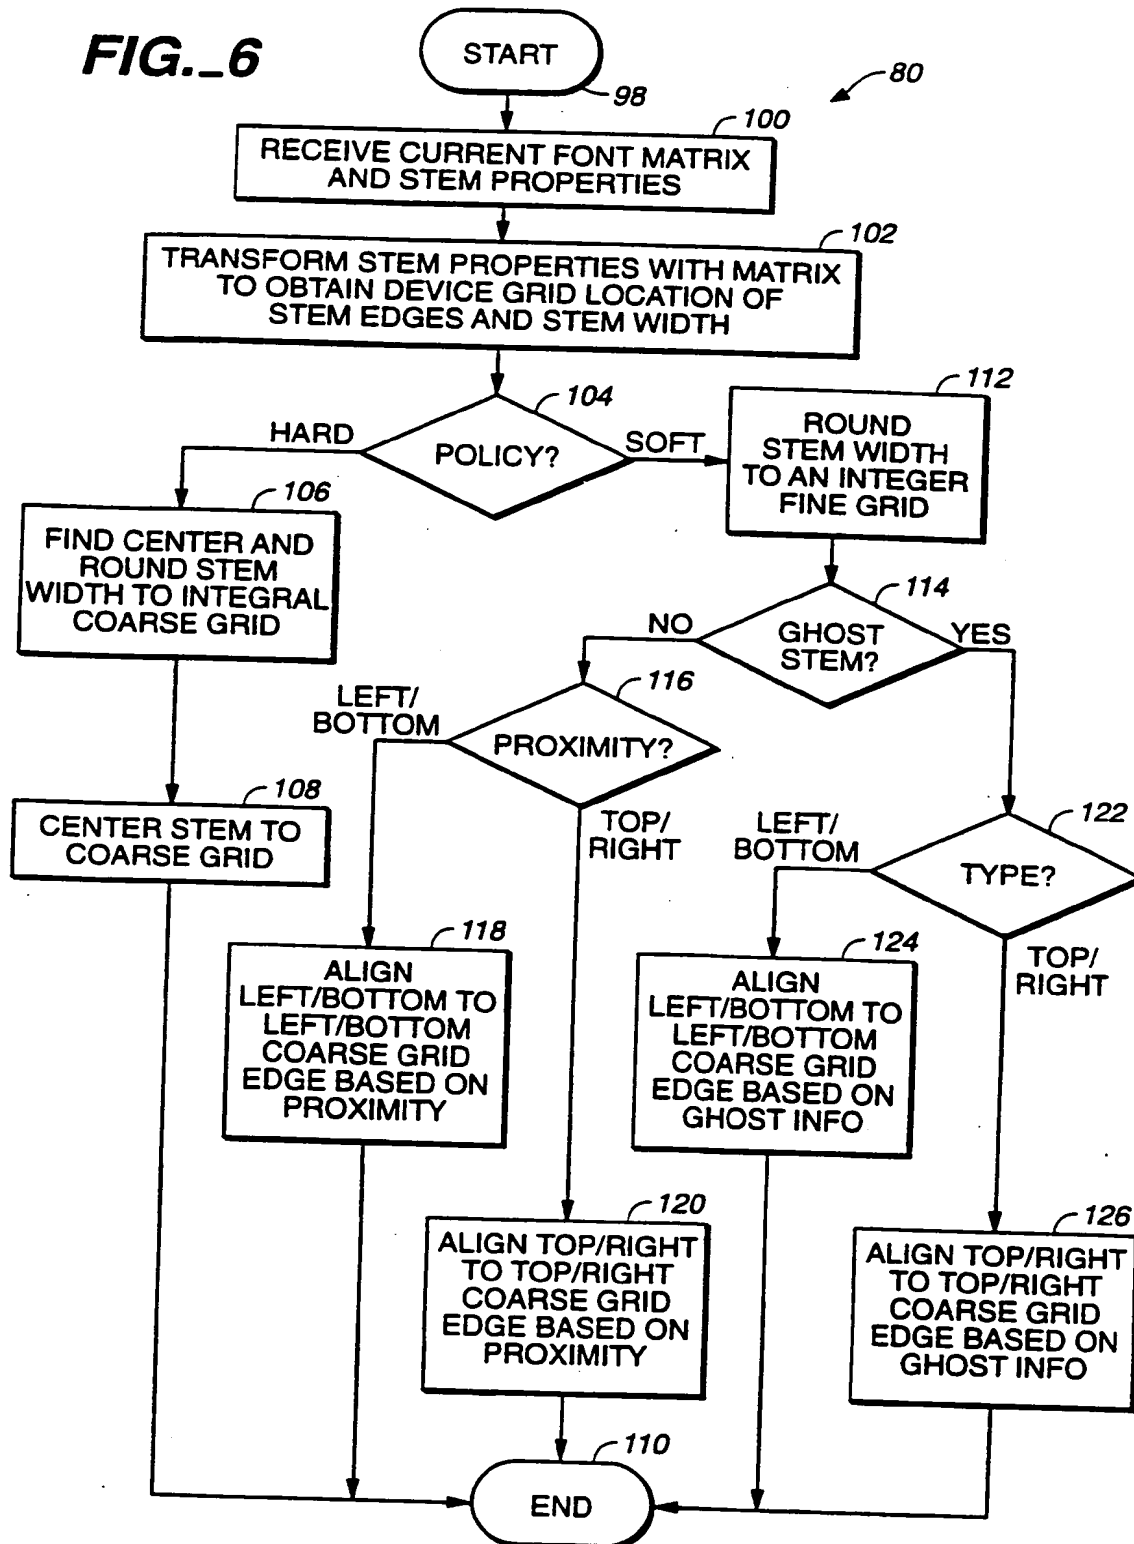 FIG._6
START
98
80
100
RECEIVE CURRENT FONT MATRIX
AND STEM PROPERTIES
102
TRANSFORM STEM PROPERTIES WITH MATRIX
TO OBTAIN DEVICE GRID LOCATION OF
STEM EDGES AND STEM WIDTH
104
POLICY?
HARD
SOFT
112
ROUND
STEM WIDTH
TO AN INTEGER
FINE GRID
106
FIND CENTER AND
ROUND STEM
WIDTH TO INTEGRAL
COARSE GRID
114
GHOST
STEM?
NO
YES
116
PROXIMITY?
LEFT/
BOTTOM
TOP/
RIGHT
108
CENTER STEM TO
COARSE GRID
122
TYPE?
LEFT/
BOTTOM
TOP/
RIGHT
118
ALIGN
LEFT/BOTTOM TO
LEFT/BOTTOM
COARSE GRID
EDGE BASED ON
PROXIMITY
124
ALIGN
LEFT/BOTTOM TO
LEFT/BOTTOM
COARSE GRID
EDGE BASED ON
GHOST INFO
120
ALIGN TOP/RIGHT
TO TOP/RIGHT
COARSE GRID
EDGE BASED ON
PROXIMITY
126
ALIGN TOP/RIGHT
TO TOP/RIGHT
COARSE GRID
EDGE BASED ON
GHOST INFO
110
END